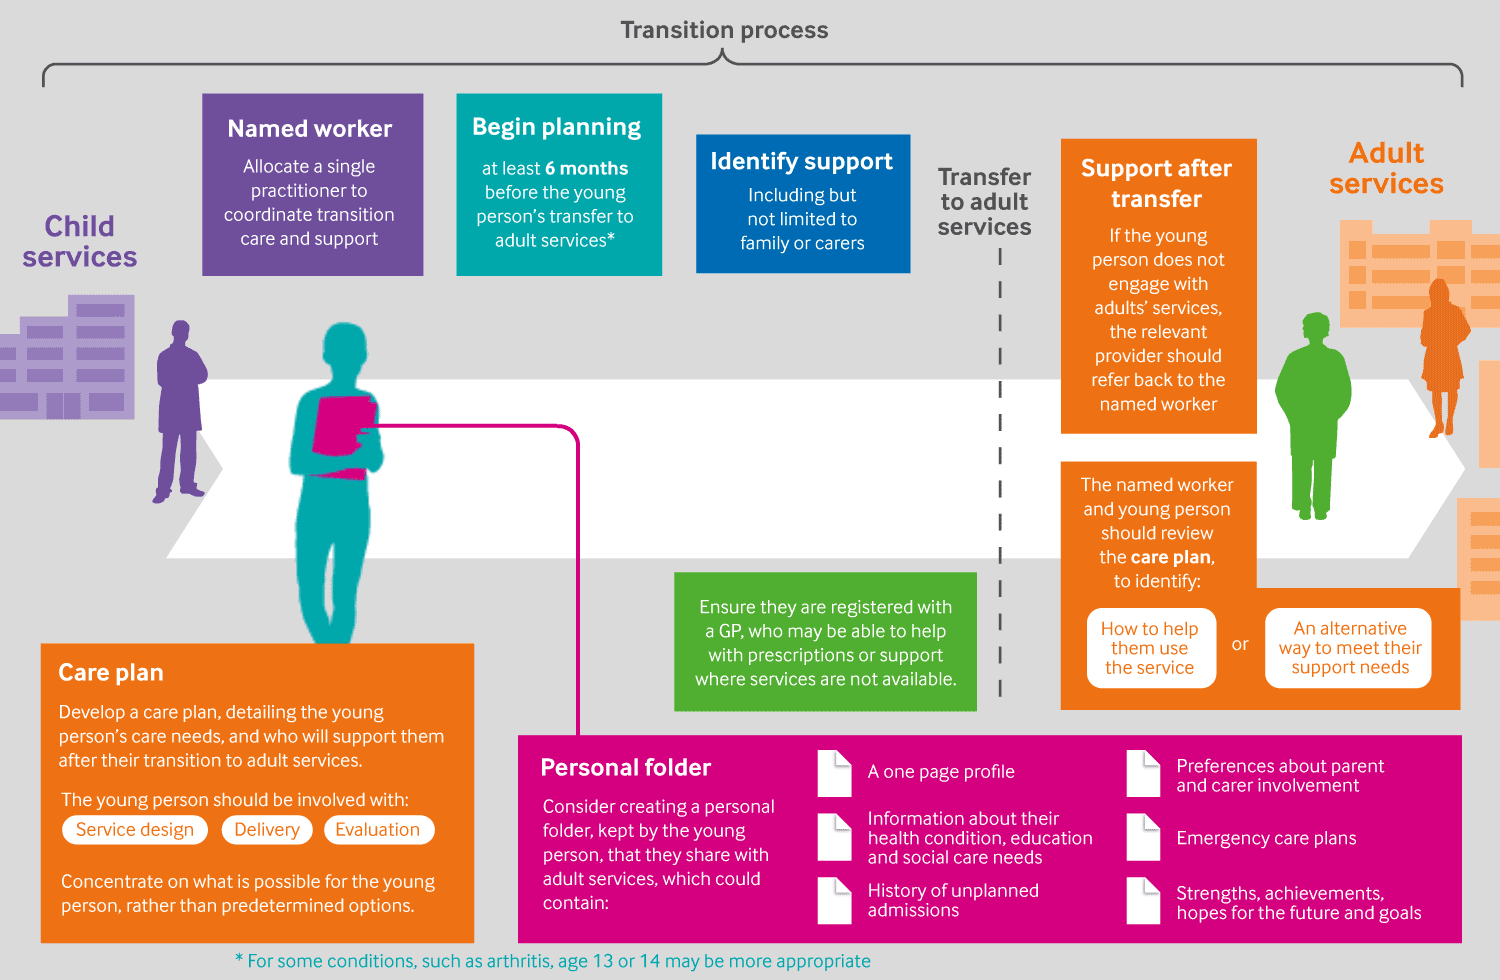 Transition process
Child
services
Named worker
Allocate a single
practitioner to
coordinate transition
care and support
Begin planning
at least 6 months
before the young
person’s transfer to
adult services*
Identify support
Including but
not limited to
family or carers
Transfer
to adult
services
Support after
transfer
If the young
person does not
engage with
adults’ services,
the relevant
provider should
refer back to the
named worker
Adult
services
The named worker
and young person
should review
the care plan,
to identify:
How to help
them use
the service
or
An alternative
way to meet their
support needs
Ensure they are registered with
a GP, who may be able to help
with prescriptions or support
where services are not available.
Care plan
Develop a care plan, detailing the young
person’s care needs, and who will support them
after their transition to adult services.
The young person should be involved with:
Service design
Delivery
Evaluation
Concentrate on what is possible for the young
person, rather than predetermined options.
Personal folder
Consider creating a personal
folder, kept by the young
person, that they share with
adult services, which could
contain:
A one page profile
Information about their
health condition, education
and social care needs
History of unplanned
admissions
Preferences about parent
and carer involvement
Emergency care plans
Strengths, achievements,
hopes for the future and goals
* For some conditions, such as arthritis, age 13 or 14 may be more appropriate